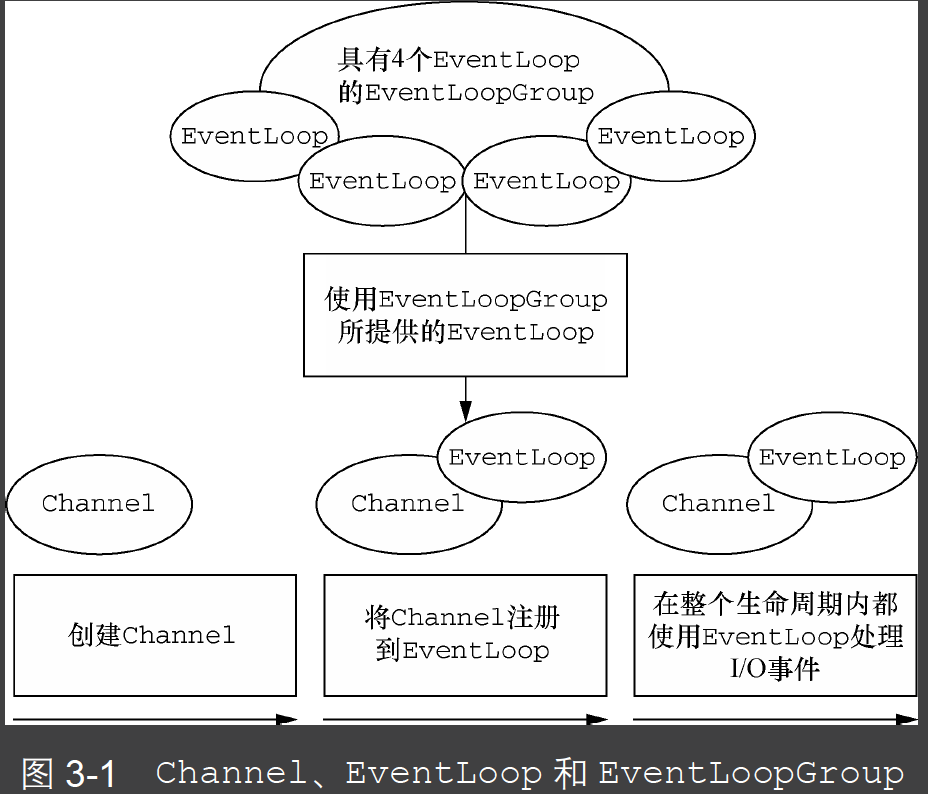 具有4个EventLoop
的EventLoopGroup
EventLoop
EventLoop
EventLoop
EventLoop
使用EventLoopGroup
所提供的EventLoop
Channel
Channel
EventLoop
Channel
EventLoop
创建Channel
将Channel注册
到EventLoop
在整个生命周期内都
使用EventLoop处理
I/O事件
图 3-1 Channel、EventLoop 和 EventLoopGroup